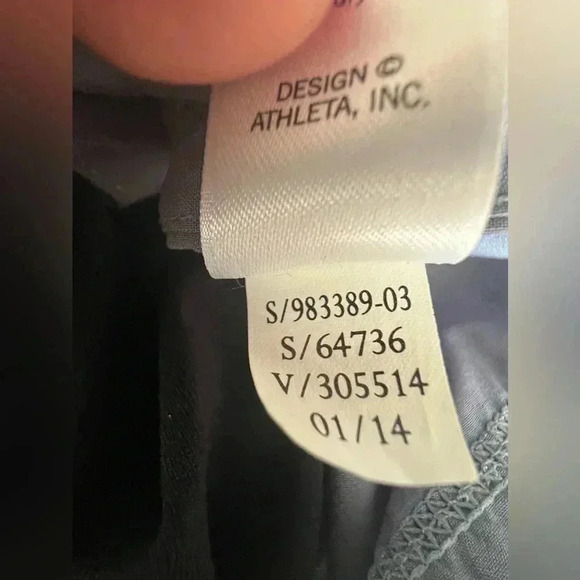 DESIGN ©
ATHLETA, INC.
S/983389-03
S/64736
V/305514
01/14